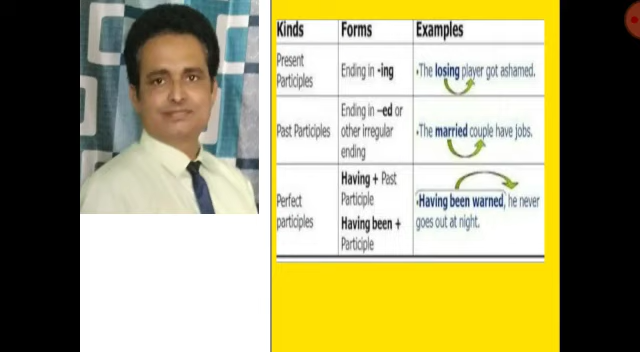 Kinds Forms Examples
Present
Participles
Ending in -ing
•The losing player got ashamed.
Past Participles
Ending in –ed or
other irregular
ending
•The married couple have jobs.
Perfect
participles
Having + Past
Participle
Having been +
Participle
•Having been warned, he never
goes out at night.